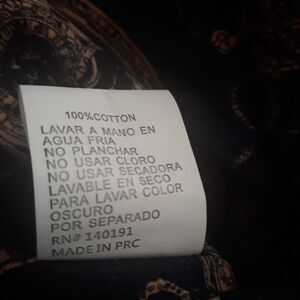 100%COTTON
LAVAR A MANO EN
AGUA FRIA
NO PLANCHAR
NO USAR CLORO
NO USAR SECADORA
LAVABLE EN SECO
PARA LAVAR COLOR
OSCURO
POR SEPARADO
RN# 140191
MADE IN PRC